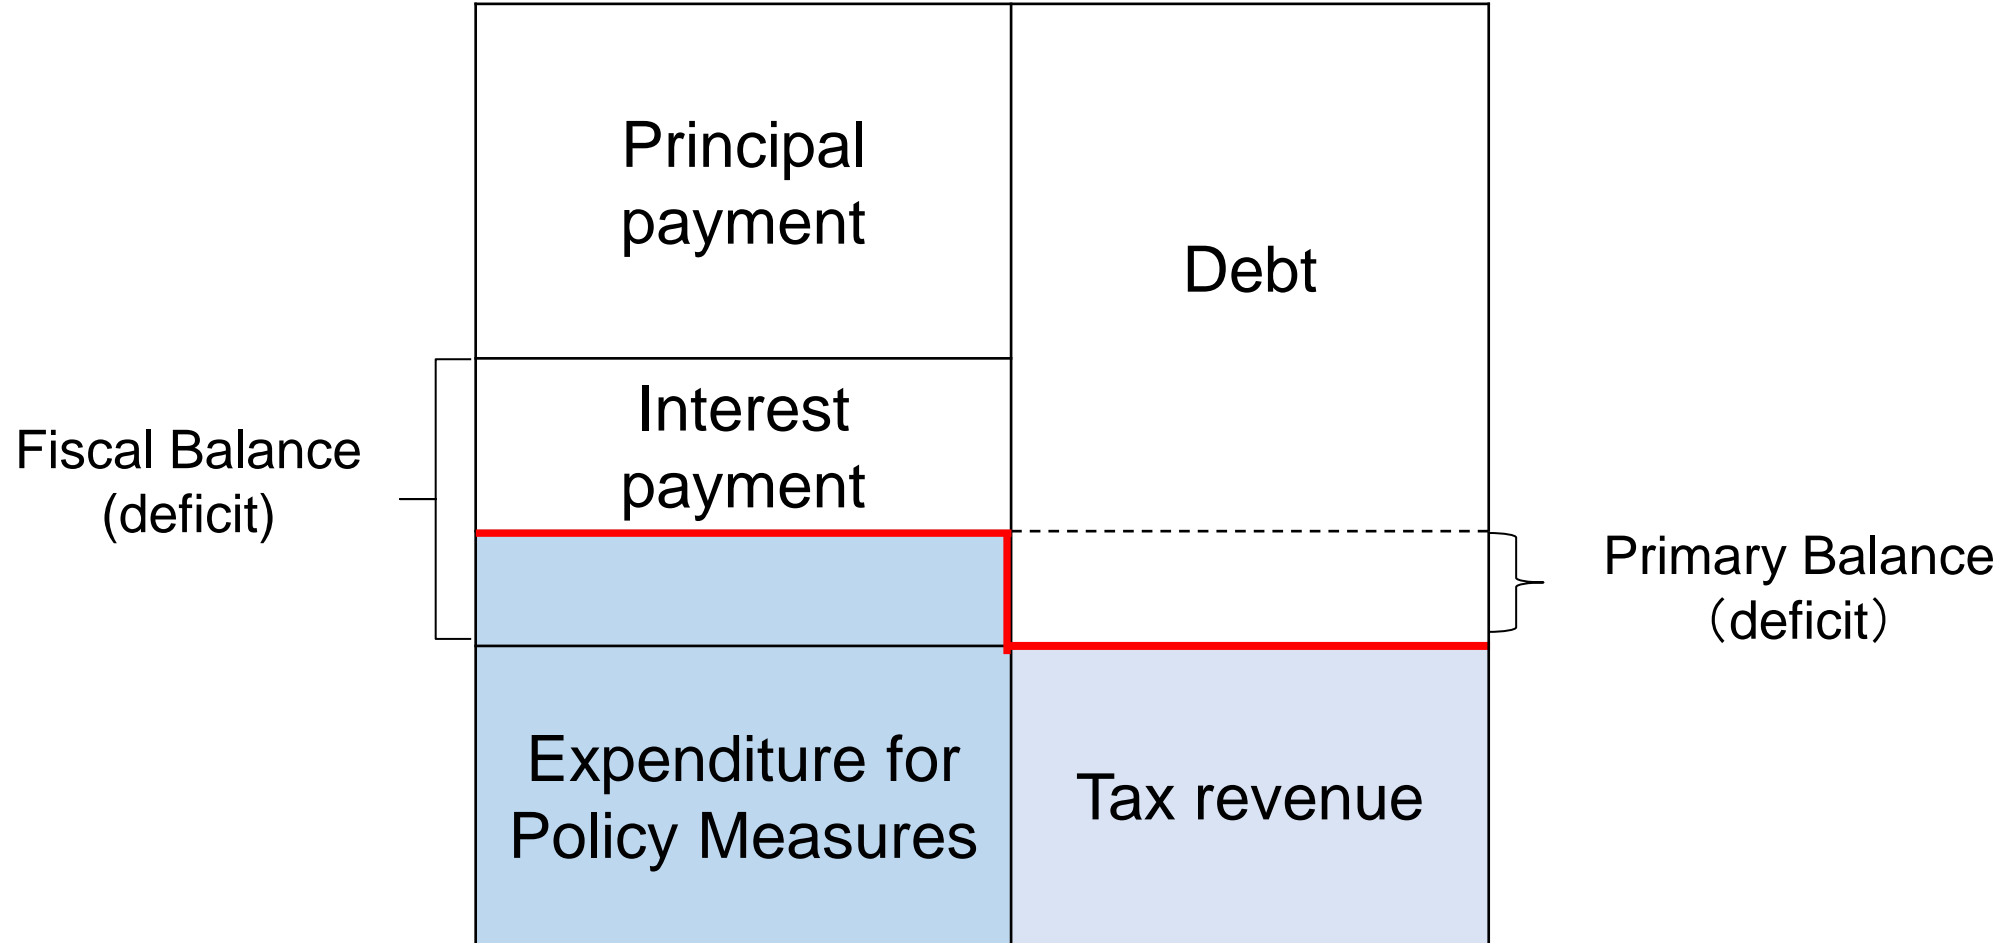 Principal
payment
Debt
Interest
payment
Fiscal Balance
(deficit)
Primary Balance
（deficit）
Expenditure for
Policy Measures
Tax revenue